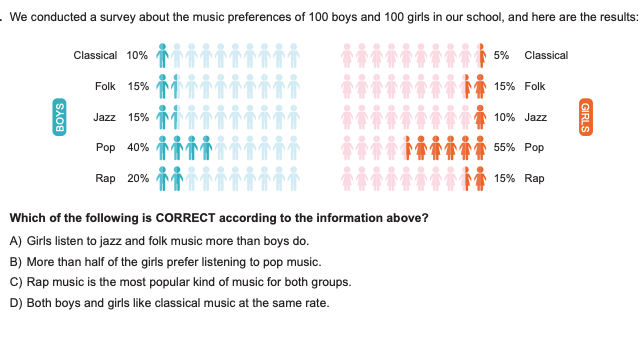 . We conducted a survey about the music preferences of 100 boys and 100 girls in our school, and here are the results:
Classical 10% 5% Classical
Folk 15% 15% Folk
BOYS
Jazz 15% 10% Jazz
GIRLS
Pop 40% 55% Pop
Rap 20% 15% Rap
Which of the following is CORRECT according to the information above?
A) Girls listen to jazz and folk music more than boys do.
B) More than half of the girls prefer listening to pop music.
C) Rap music is the most popular kind of music for both groups.
D) Both boys and girls like classical music at the same rate.